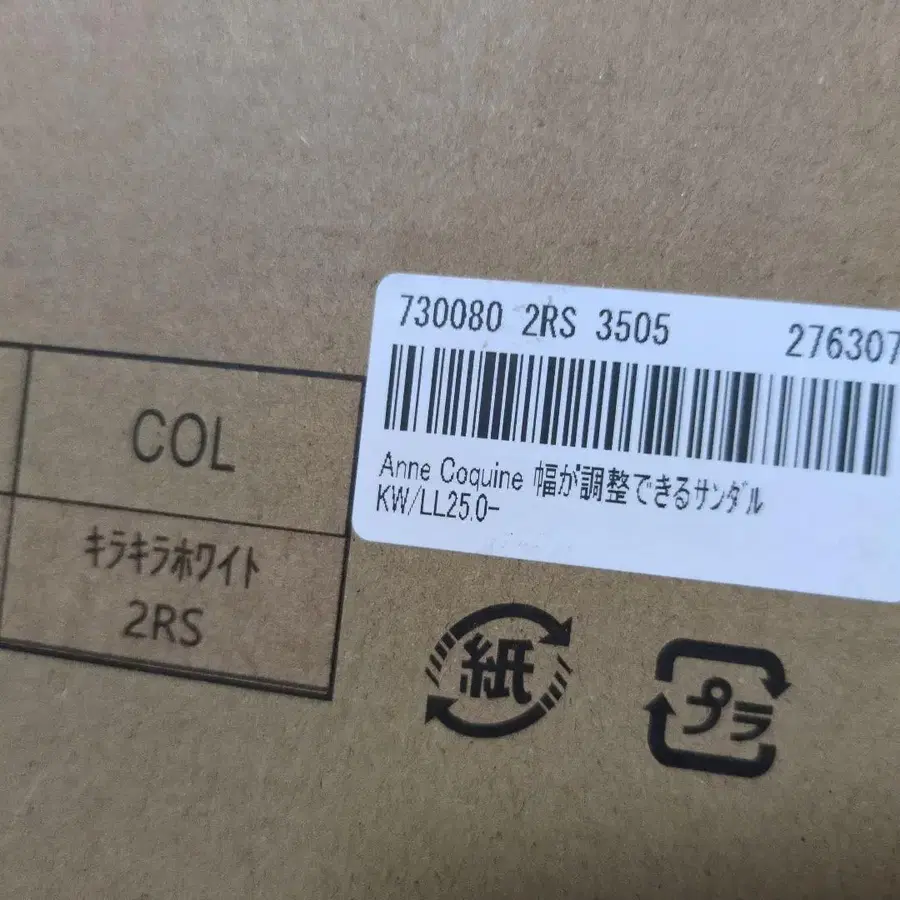 730080 2RS 3505 276307
Anne Coquine 幅が調整できるｻﾝﾀﾞﾙ
KW/LL25.0-
COL
ｷﾗｷﾗﾎﾜｲﾄ
2RS
紙
プラ